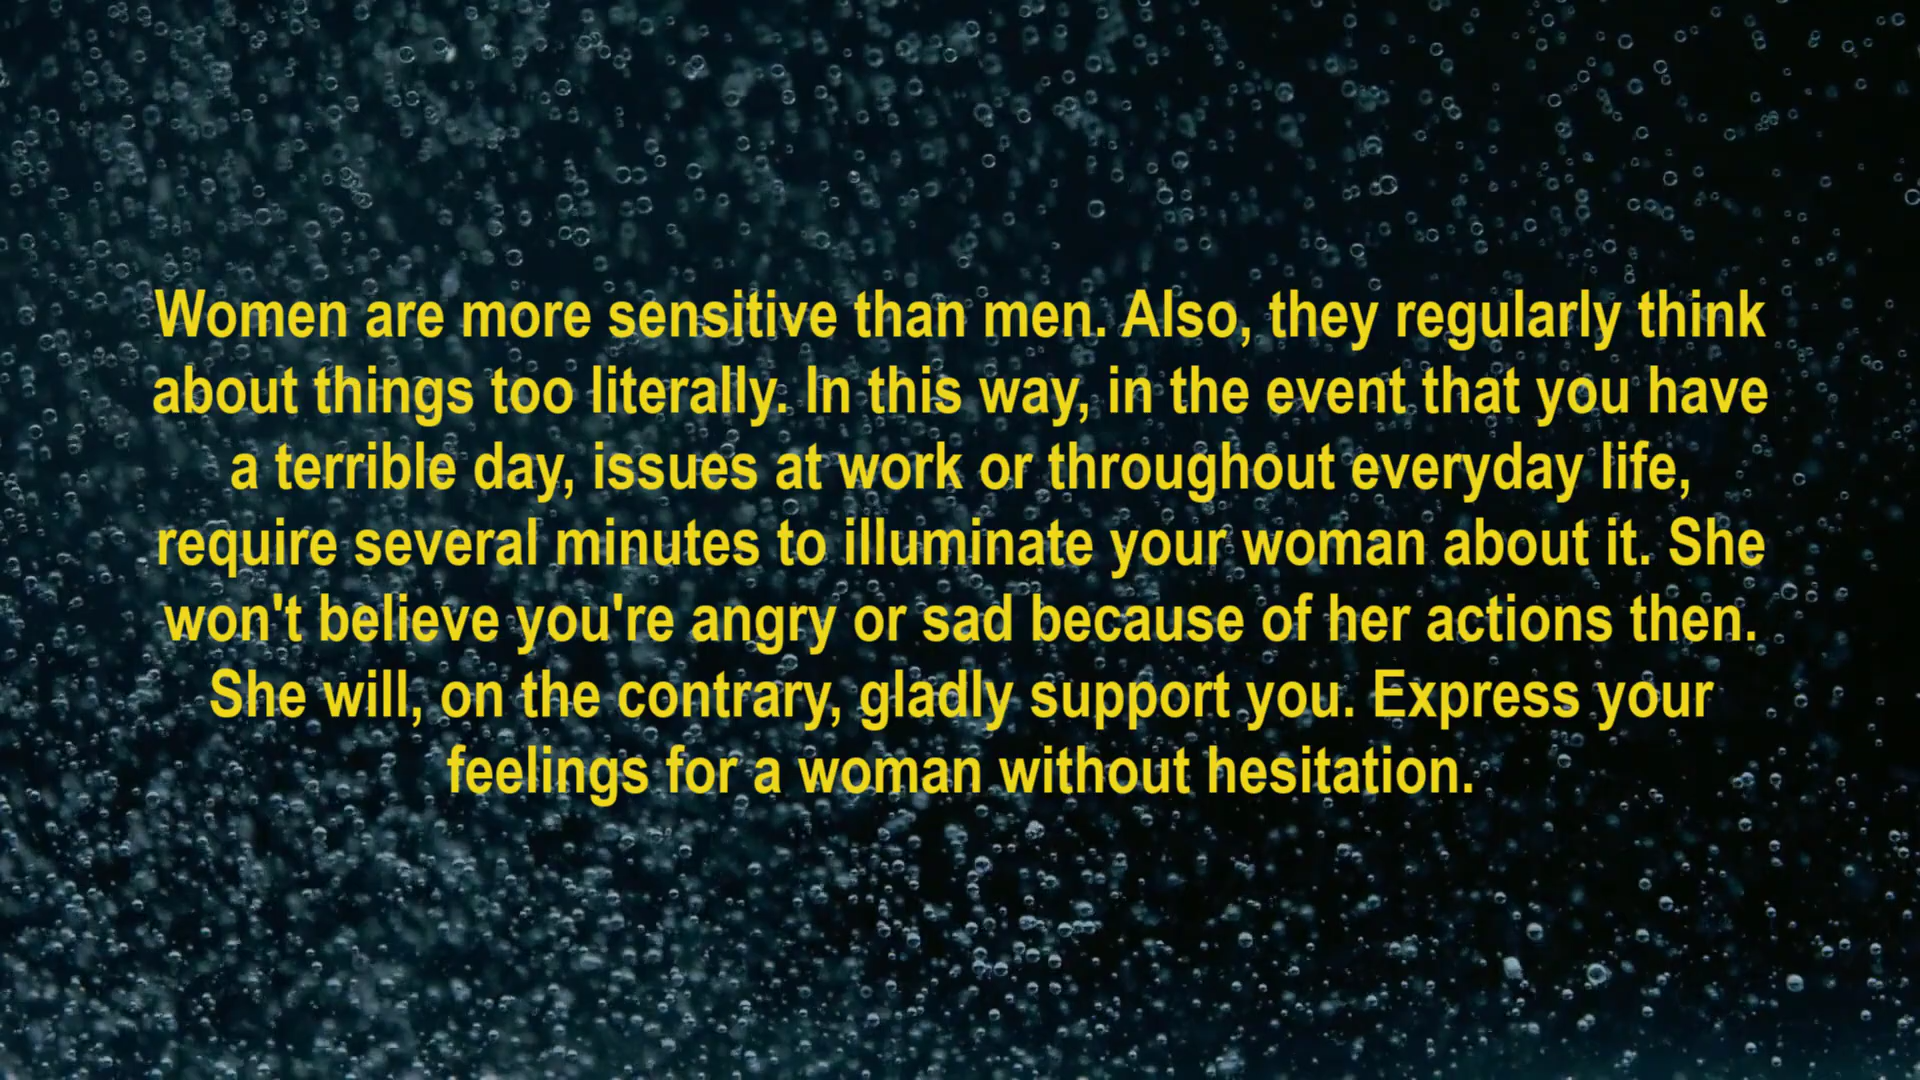 Women are more sensitive than men. Also, they regularly think
about things too literally. In this way, in the event that you have
a terrible day, issues at work or throughout everyday life,
require several minutes to illuminate your woman about it. She
won't believe you're angry or sad because of her actions then.
She will, on the contrary, gladly support you. Express your
feelings for a woman without hesitation.